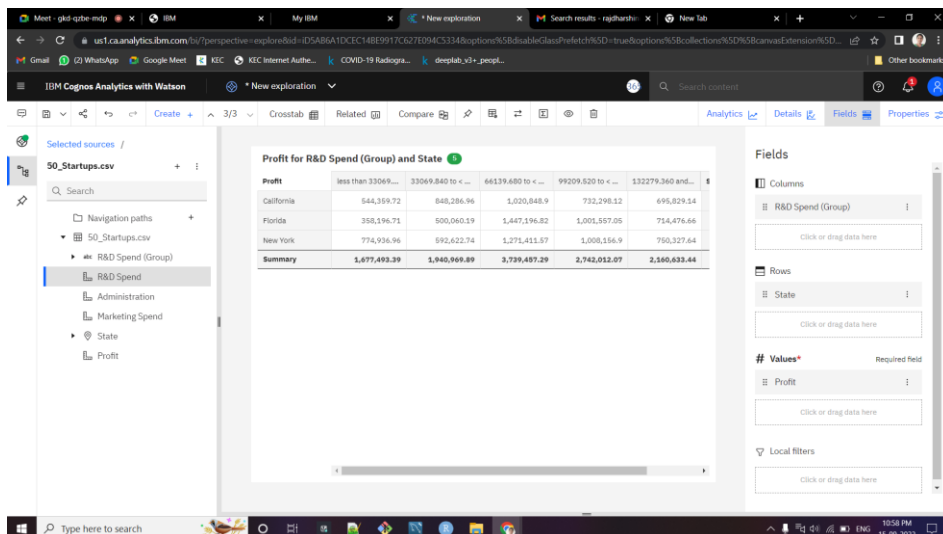 Meet - gkd-qzbe-mdp
IBM
My IBM
* New exploration
Search results - rajdharshin
New Tab
us1.ca.analytics.ibm.com/bi/?perspective=explore&id=iD5AB6A1DCEC14BE9917C627E094C5334&options%5BdisableGlassPrefetch%5D=true&options%5Bcollections%5D%5BcanvasExtension%5D...
Gmail
(2) WhatsApp
Google Meet
KEC
KEC Internet Authe...
COVID-19 Radiogra...
deeplab_v3+_peopl...
Other bookmark
IBM Cognos Analytics with Watson
* New exploration
Search content
Create +
3/3
Crosstab
Related
Compare
Analytics
Details
Fields
Properties
Selected sources /
50_Startups.csv
Search
Navigation paths
50_Startups.csv
abc R&D Spend (Group)
R&D Spend
Administration
Marketing Spend
State
Profit
Profit for R&D Spend (Group) and State 5
Profit less than 33069.... 33069.840 to < ... 66139.680 to < ... 99209.520 to < ... 132279.360 and... S
California 544,359.72 848,286.96 1,020,848.9 732,298.12 695,829.14
Florida 358,196.71 500,060.19 1,447,196.82 1,001,557.05 714,476.66
New York 774,936.96 592,622.74 1,271,411.57 1,008,156.9 750,327.64
Summary 1,677,493.39 1,940,969.89 3,739,457.29 2,742,012.07 2,160,633.44
Fields
Columns
R&D Spend (Group)
Click or drag data here
Rows
State
Click or drag data here
# Values* Required field
Profit
Click or drag data here
Local filters
Click or drag data here
Type here to search
ENG
10:58 PM
15-09-2022